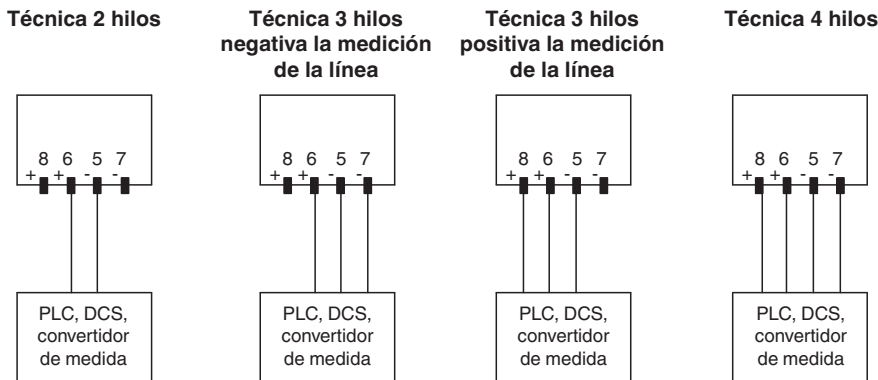 Técnica 2 hilos
Técnica 3 hilos
negativa la medición
de la línea
Técnica 3 hilos
positiva la medición
de la línea
Técnica 4 hilos
8 6 5 7
+ + - -
8 6 5 7
+ + - -
8 6 5 7
+ + - -
8 6 5 7
+ + - -
PLC, DCS,
convertidor
de medida
PLC, DCS,
convertidor
de medida
PLC, DCS,
convertidor
de medida
PLC, DCS,
convertidor
de medida